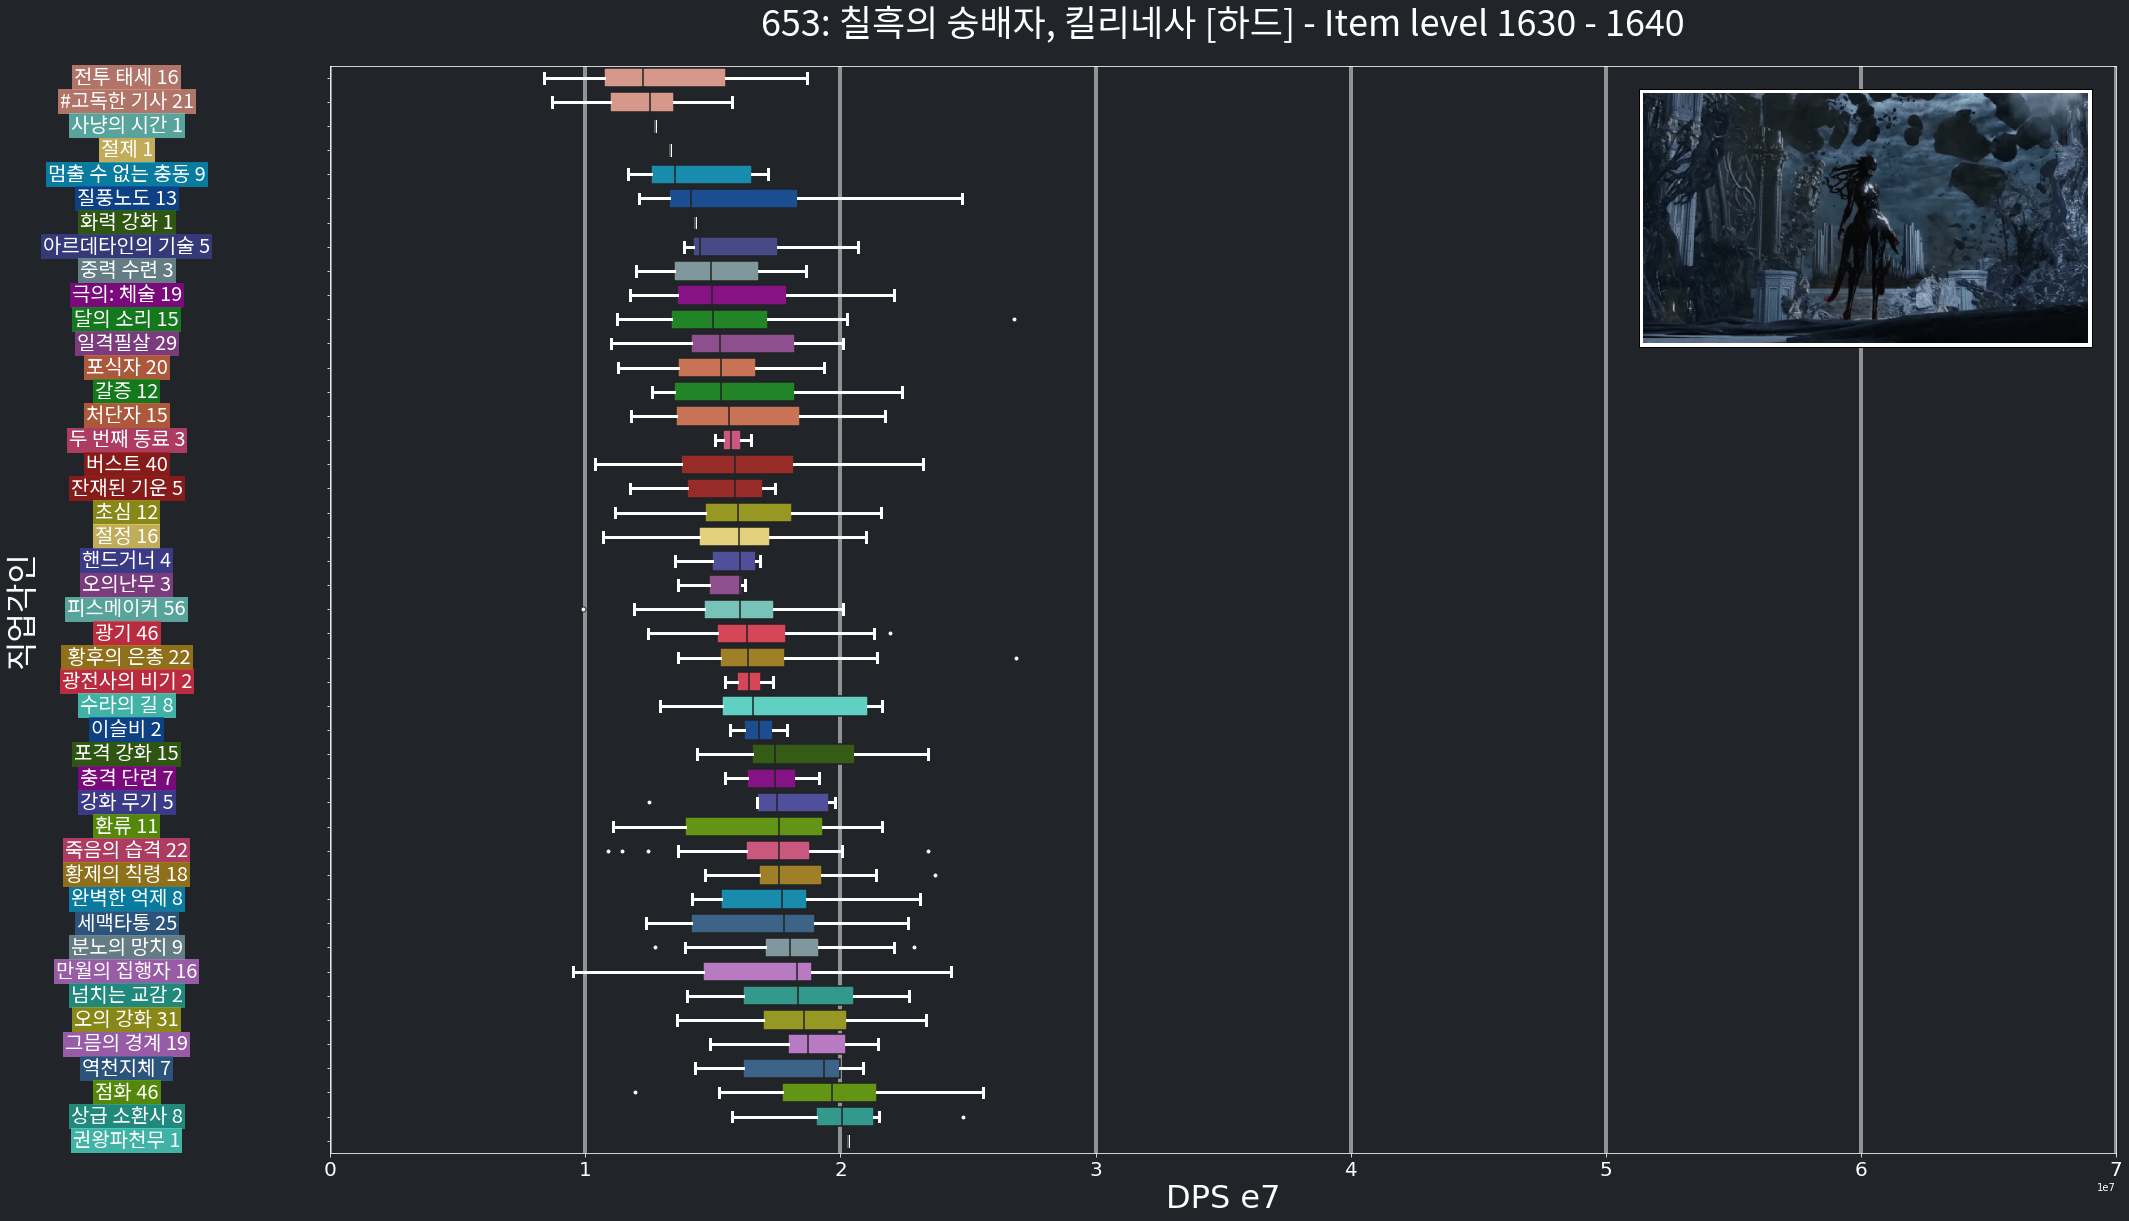 653: 칠흑의 숭배자, 킬리네사 [하드] - Item level 1630 - 1640
전투 태세 16
#고독한 기사 21
사냥의 시간 1
절제 1
멈출 수 없는 충동 9
질풍노도 13
화력 강화 1
아르데타인의 기술 5
중력 수련 3
극의: 체술 19
달의 소리 15
일격필살 29
포식자 20
갈증 12
처단자 15
두 번째 동료 3
버스트 40
잔재된 기운 5
초심 12
절정 16
핸드거너 4
오의난무 3
피스메이커 56
광기 46
황후의 은총 22
광전사의 비기 2
수라의 길 8
이슬비 2
포격 강화 15
충격 단련 7
강화 무기 5
환류 11
죽음의 습격 22
황제의 칙령 18
완벽한 억제 8
세맥타통 25
분노의 망치 9
만월의 집행자 16
넘치는 교감 2
오의 강화 31
그믐의 경계 19
역천지체 7
점화 46
상급 소환사 8
권왕파천무 1
직업각인
0 1 2 3 4 5 6 7
DPS e7
1e7